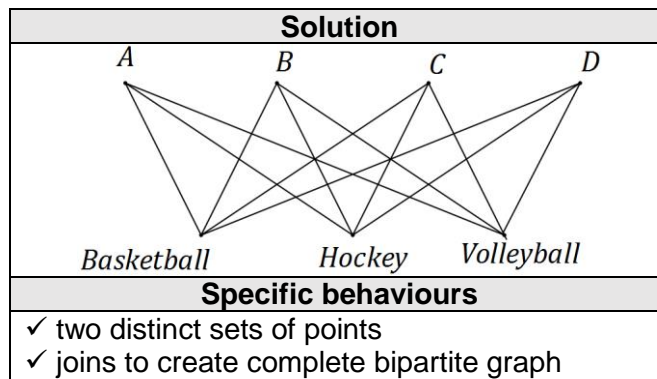 Solution
A B C D
Basketball Hockey Volleyball
Specific behaviours
✓ two distinct sets of points
✓ joins to create complete bipartite graph